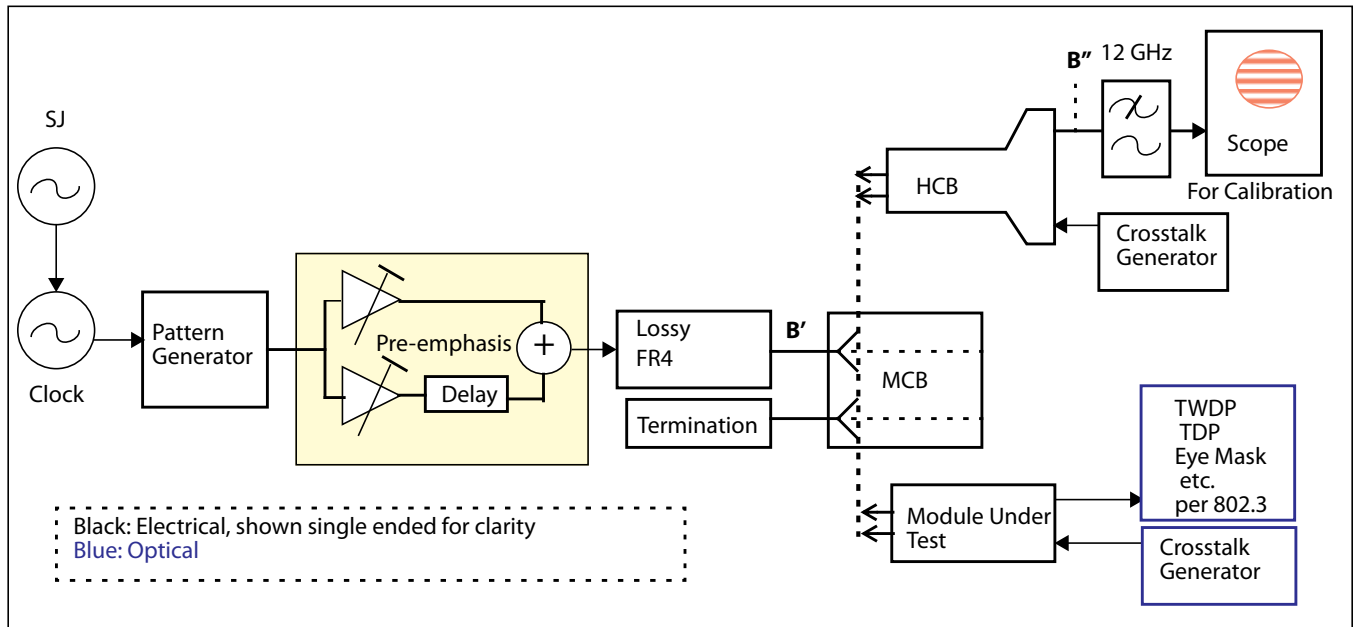 SJ
Clock
Pattern
Generator
Pre-emphasis
+
Delay
Lossy
FR4
Termination
B'
MCB
HCB
B"
12 GHz
Scope
For Calibration
Crosstalk
Generator
Module Under
Test
TWDP
TDP
Eye Mask
etc.
per 802.3
Crosstalk
Generator
Black: Electrical, shown single ended for clarity
Blue: Optical